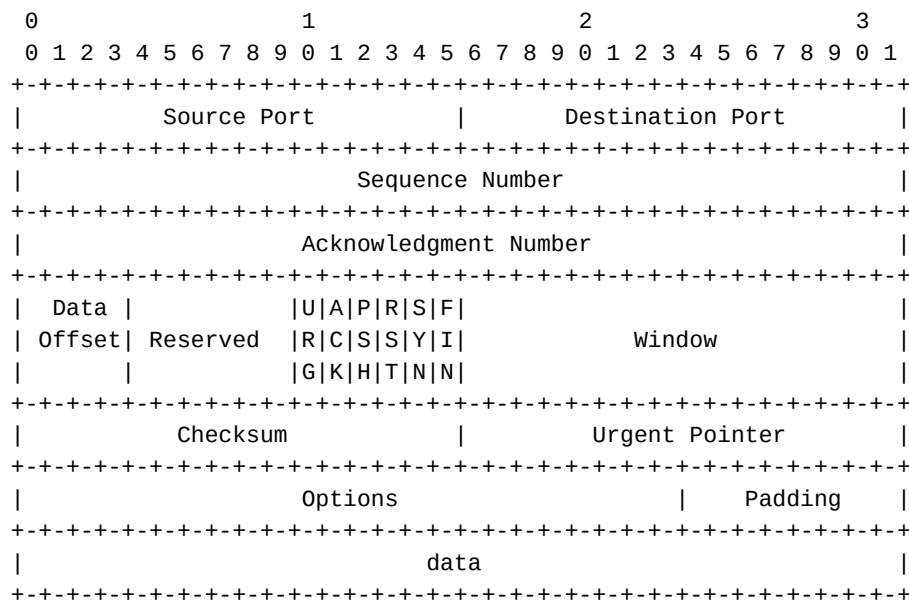 0                   1                   2                   3
 0 1 2 3 4 5 6 7 8 9 0 1 2 3 4 5 6 7 8 9 0 1 2 3 4 5 6 7 8 9 0 1
+-+-+-+-+-+-+-+-+-+-+-+-+-+-+-+-+-+-+-+-+-+-+-+-+-+-+-+-+-+-+-+-+
|          Source Port          |       Destination Port        |
+-+-+-+-+-+-+-+-+-+-+-+-+-+-+-+-+-+-+-+-+-+-+-+-+-+-+-+-+-+-+-+-+
|                        Sequence Number                        |
+-+-+-+-+-+-+-+-+-+-+-+-+-+-+-+-+-+-+-+-+-+-+-+-+-+-+-+-+-+-+-+-+
|                    Acknowledgment Number                      |
+-+-+-+-+-+-+-+-+-+-+-+-+-+-+-+-+-+-+-+-+-+-+-+-+-+-+-+-+-+-+-+-+
|  Data |           |U|A|P|R|S|F|                               |
| Offset| Reserved  |R|C|S|S|Y|I|            Window             |
|       |           |G|K|H|T|N|N|                               |
+-+-+-+-+-+-+-+-+-+-+-+-+-+-+-+-+-+-+-+-+-+-+-+-+-+-+-+-+-+-+-+-+
|           Checksum            |         Urgent Pointer        |
+-+-+-+-+-+-+-+-+-+-+-+-+-+-+-+-+-+-+-+-+-+-+-+-+-+-+-+-+-+-+-+-+
|                    Options                    |    Padding    |
+-+-+-+-+-+-+-+-+-+-+-+-+-+-+-+-+-+-+-+-+-+-+-+-+-+-+-+-+-+-+-+-+
|                             data                              |
+-+-+-+-+-+-+-+-+-+-+-+-+-+-+-+-+-+-+-+-+-+-+-+-+-+-+-+-+-+-+-+-+